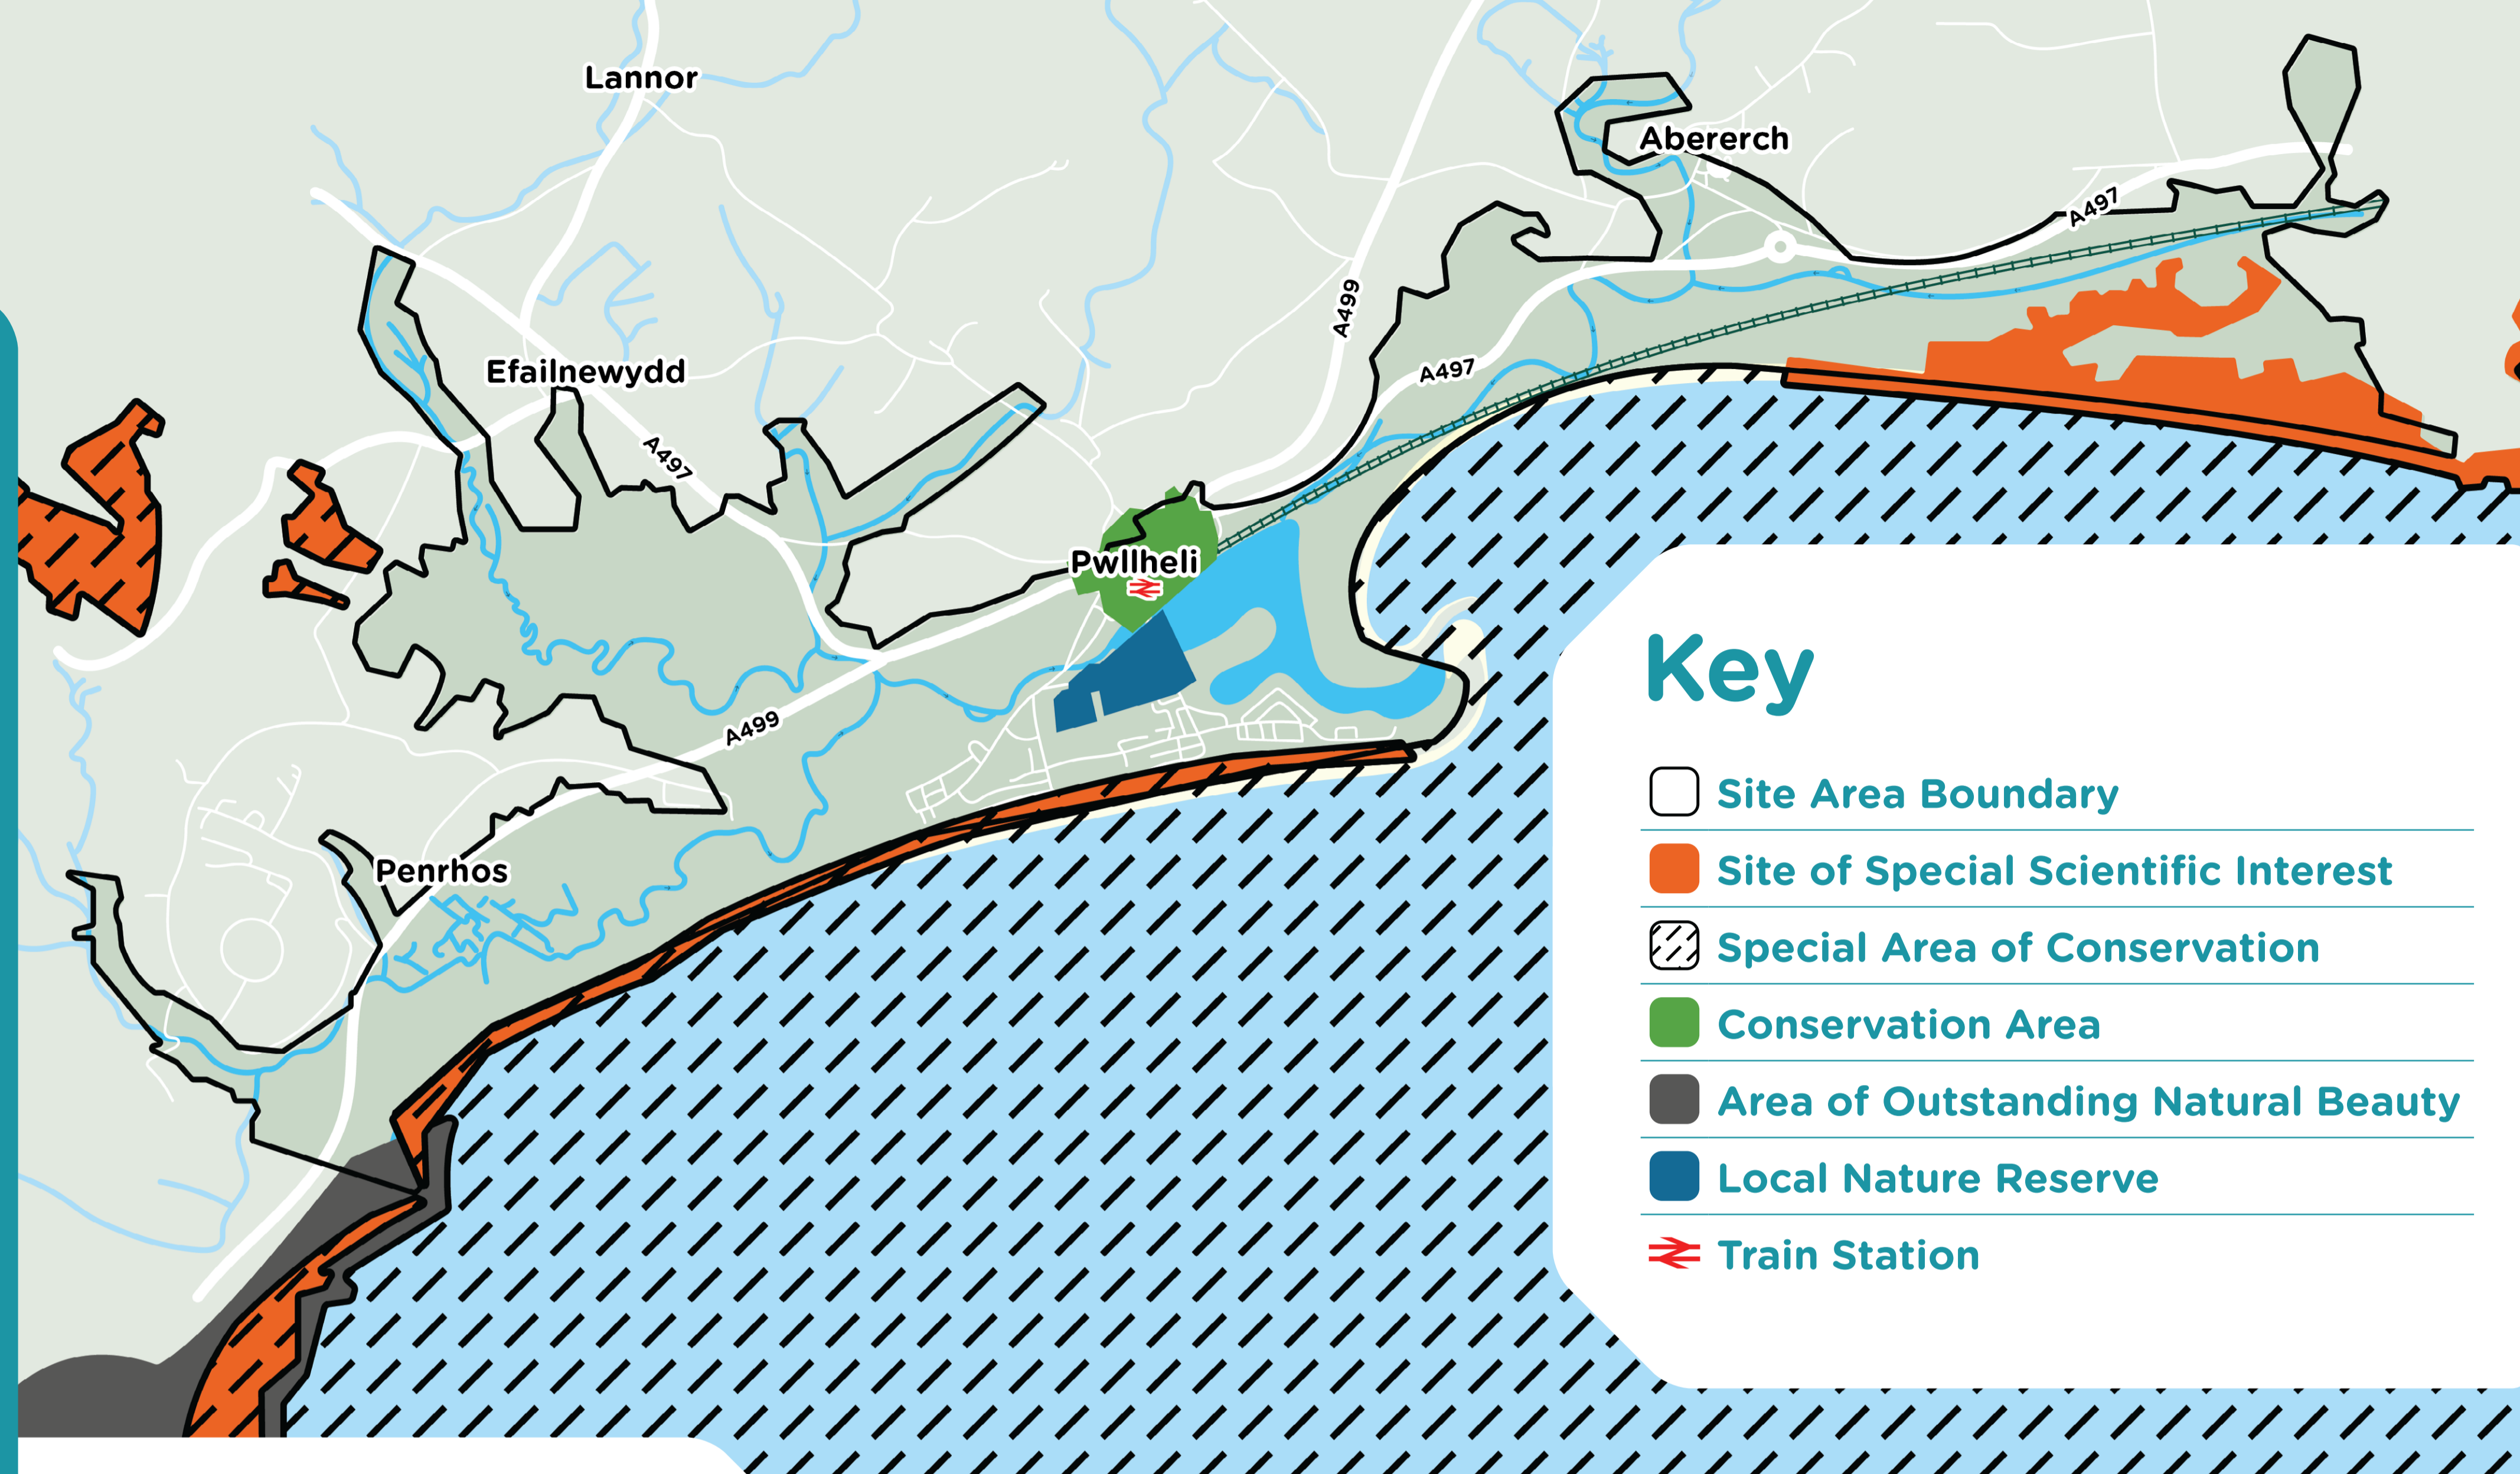 Lannor
Abererch
A497
A499
Efailnewydd
A497
A497
Pwllheli
A499
Penrhos
Key
Site Area Boundary
Site of Special Scientific Interest
Special Area of Conservation
Conservation Area
Area of Outstanding Natural Beauty
Local Nature Reserve
Train Station